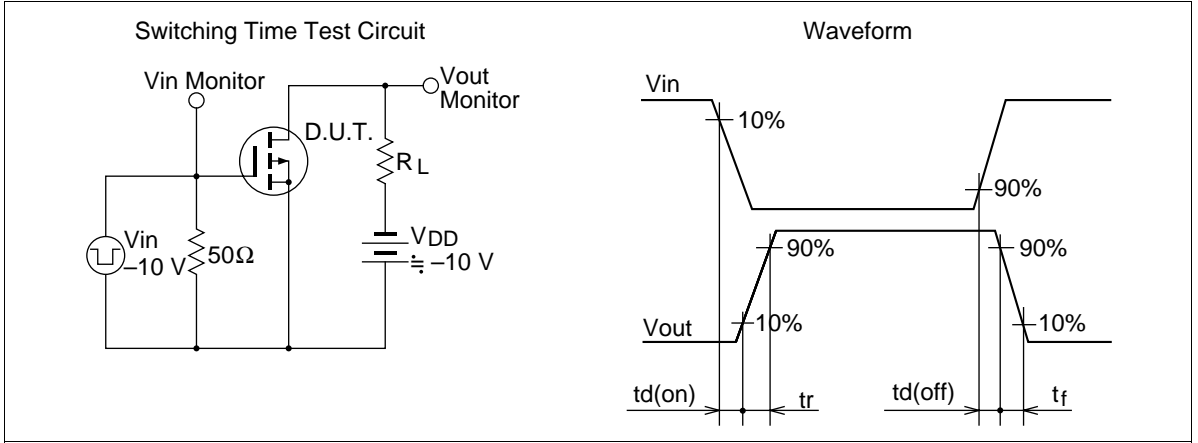 Switching Time Test Circuit
Vin Monitor
Vout
Monitor
D.U.T.
RL
Vin
–10 V
50Ω
VDD
≒ –10 V
Waveform
Vin
10%
90%
90%
90%
10%
10%
Vout
td(on)
tr
td(off)
tf